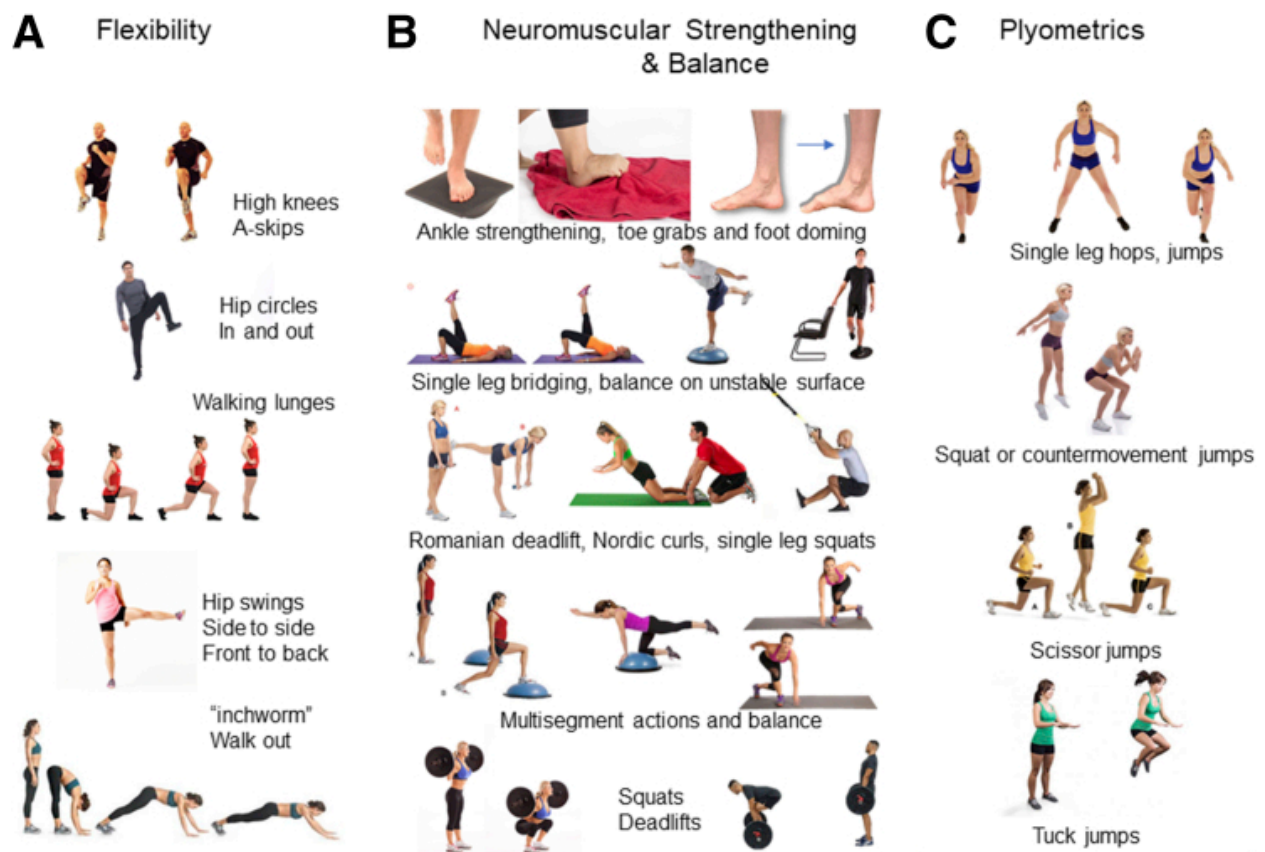 A
Flexibility
High knees
A-skips
Hip circles
In and out
Walking lunges
Hip swings
Side to side
Front to back
“inchworm”
Walk out
B
Neuromuscular Strengthening
& Balance
Ankle strengthening, toe grabs and foot doming
Single leg bridging, balance on unstable surface
A
B
Romanian deadlift, Nordic curls, single leg squats
A
B
Multisegment actions and balance
Squats
Deadlifts
C
Plyometrics
Single leg hops, jumps
Squat or countermovement jumps
B
A
C
Scissor jumps
Tuck jumps